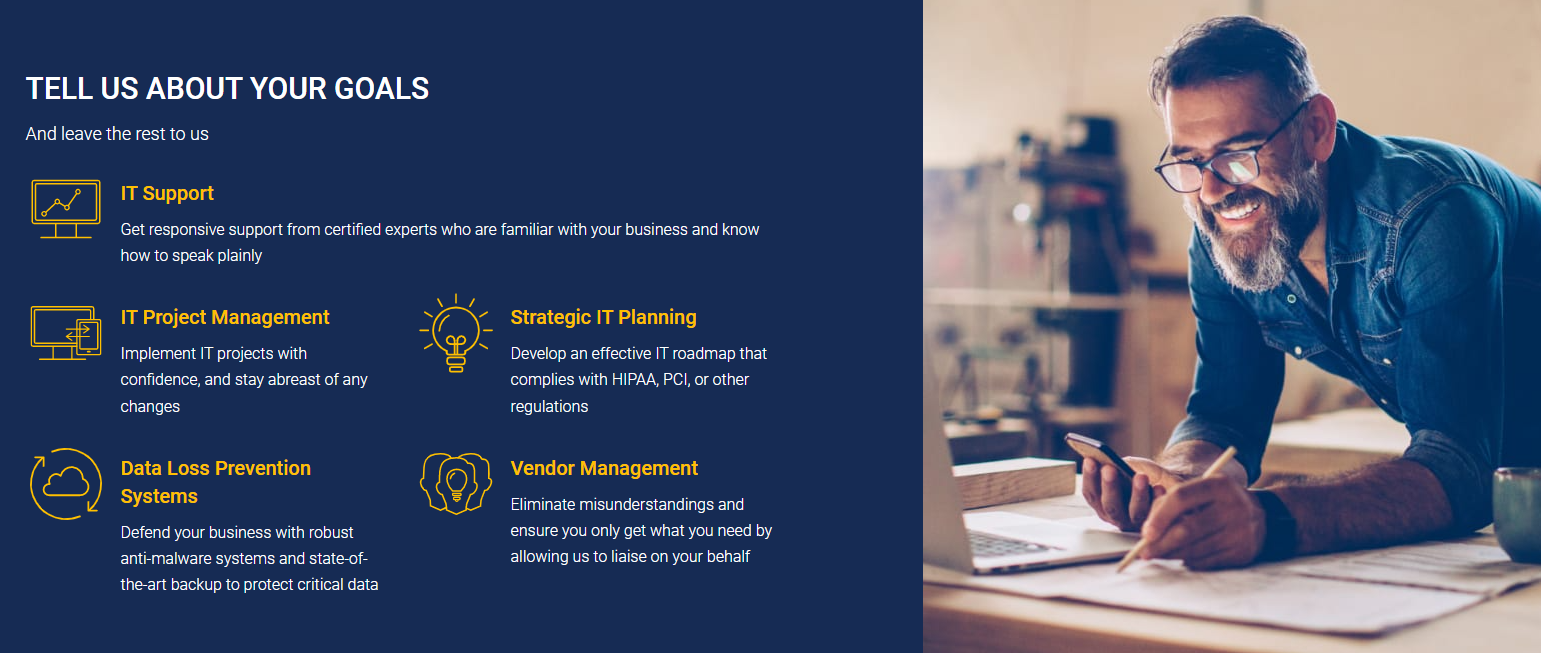 TELL US ABOUT YOUR GOALS
And leave the rest to us
IT Support
Get responsive support from certified experts who are familiar with your business and know
how to speak plainly
IT Project Management
Implement IT projects with
confidence, and stay abreast of any
changes
Strategic IT Planning
Develop an effective IT roadmap that
complies with HIPAA, PCI, or other
regulations
Data Loss Prevention
Systems
Defend your business with robust
anti-malware systems and state-of-
the-art backup to protect critical data
Vendor Management
Eliminate misunderstandings and
ensure you only get what you need by
allowing us to liaise on your behalf